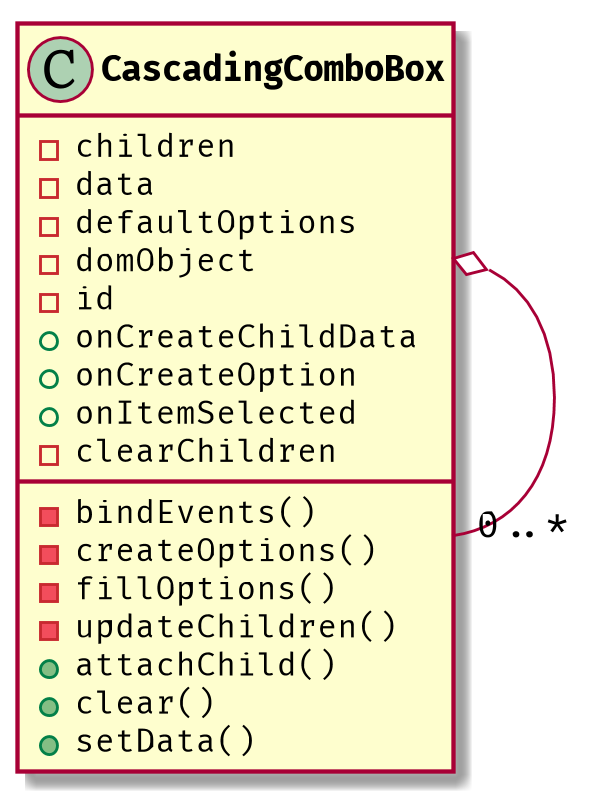 C CascadingComboBox
children
data
defaultOptions
domObject
id
onCreateChildData
onCreateOption
onItemSelected
clearChildren
bindEvents()
createOptions()
fillOptions()
updateChildren()
attachChild()
clear()
setData()
0..*